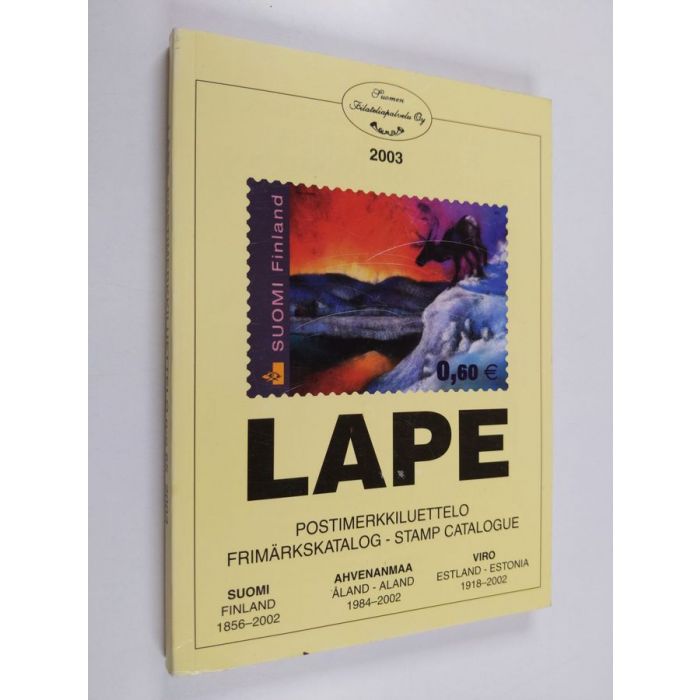 Suomen
Filateliapalvelu Oy
2003
SUOMI Finland
0,60 €
LAPE
POSTIMERKKILUETTELO
FRIMÄRKSKATALOG - STAMP CATALOGUE
SUOMI
FINLAND
1856–2002
AHVENANMAA
ÅLAND - ALAND
1984–2002
VIRO
ESTLAND - ESTONIA
1918–2002